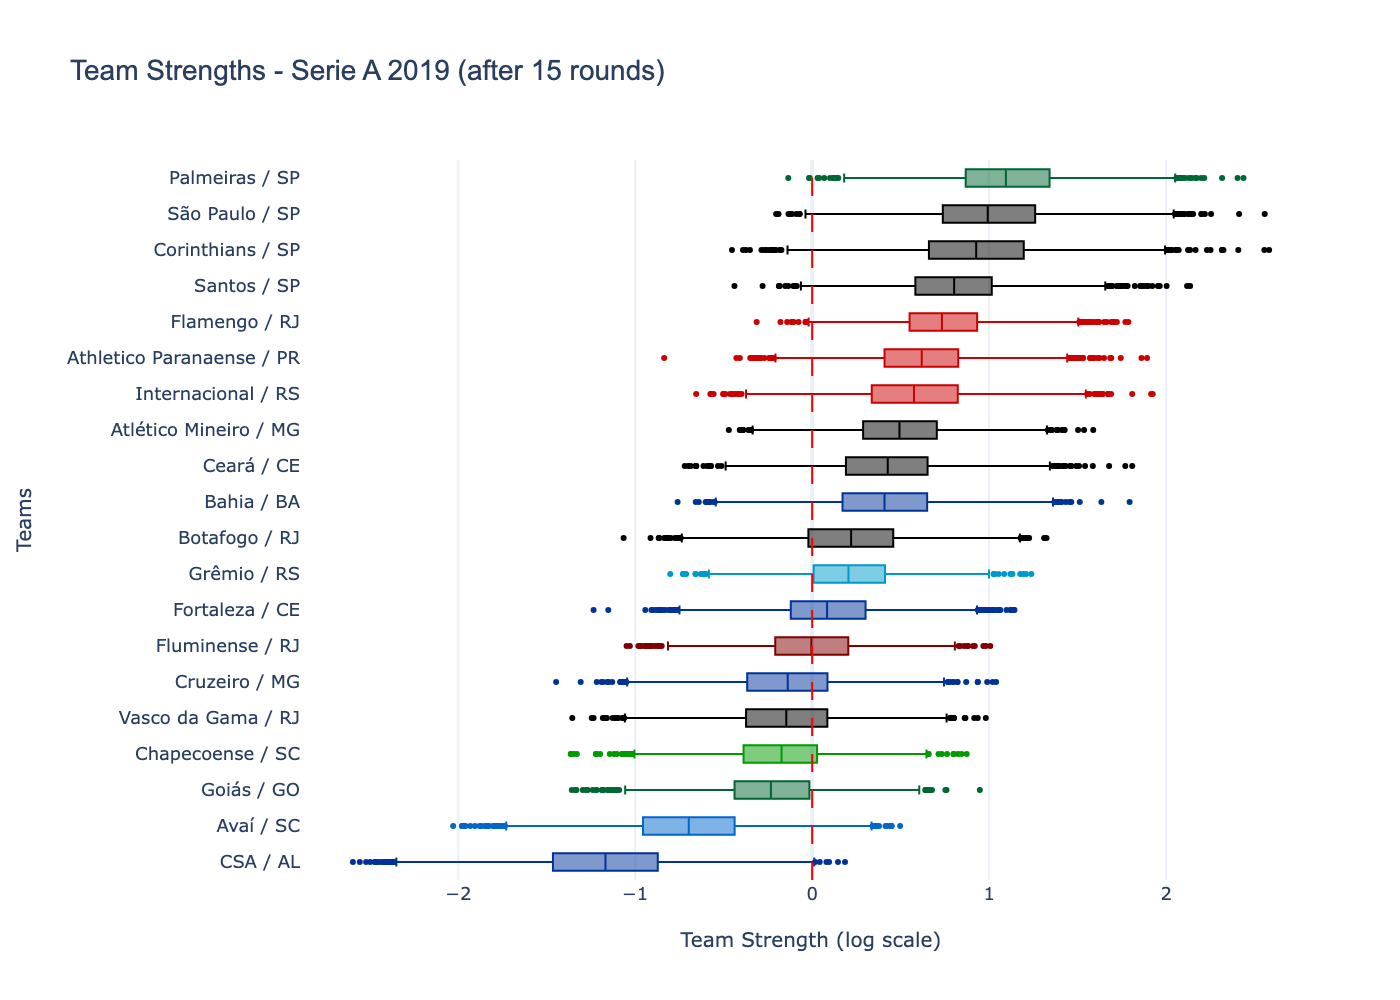 Team Strengths - Serie A 2019 (after 15 rounds)
Teams
Palmeiras / SP
São Paulo / SP
Corinthians / SP
Santos / SP
Flamengo / RJ
Athletico Paranaense / PR
Internacional / RS
Atlético Mineiro / MG
Ceará / CE
Bahia / BA
Botafogo / RJ
Grêmio / RS
Fortaleza / CE
Fluminense / RJ
Cruzeiro / MG
Vasco da Gama / RJ
Chapecoense / SC
Goiás / GO
Avaí / SC
CSA / AL
−2 −1 0 1 2
Team Strength (log scale)